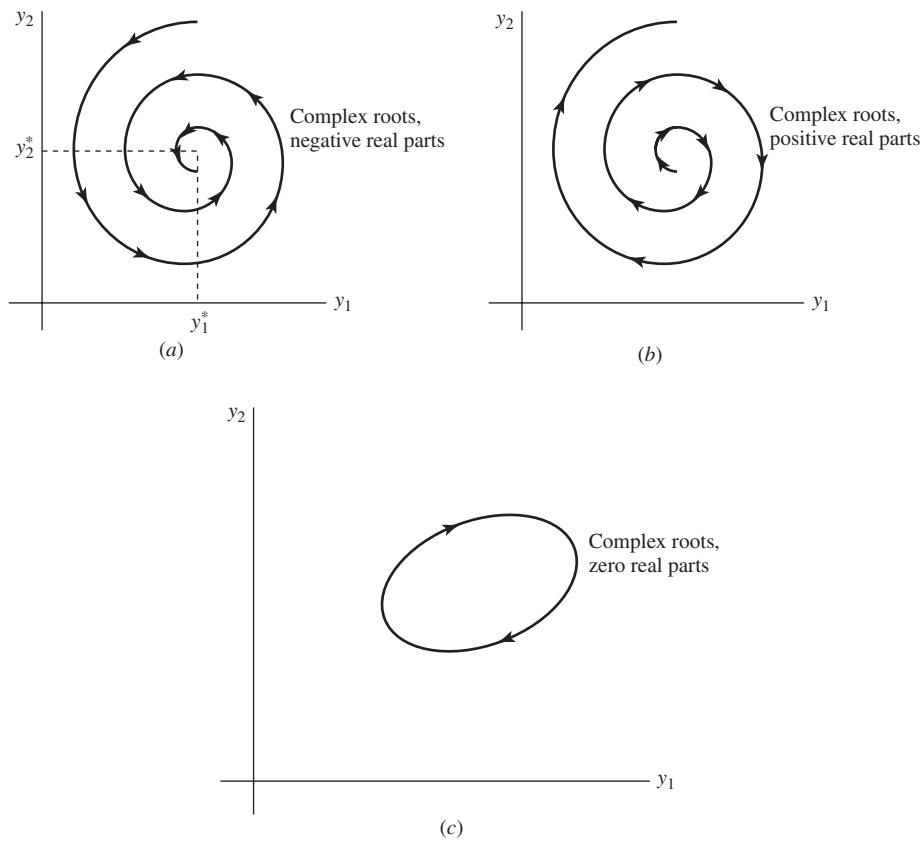 y₂
Complex roots,
negative real parts
y₂*
y₁
y₁*
(a)
y₂
Complex roots,
positive real parts
y₁
(b)
y₂
Complex roots,
zero real parts
y₁
(c)